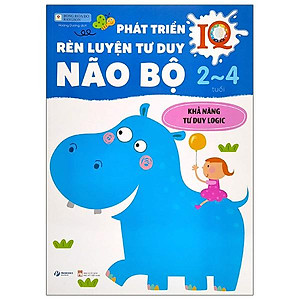 PHÁT TRIỂN
IQ
RÈN LUYỆN TƯ DUY
NÃO BỘ
2~4
tuổi
KHẢ NĂNG
TƯ DUY LOGIC